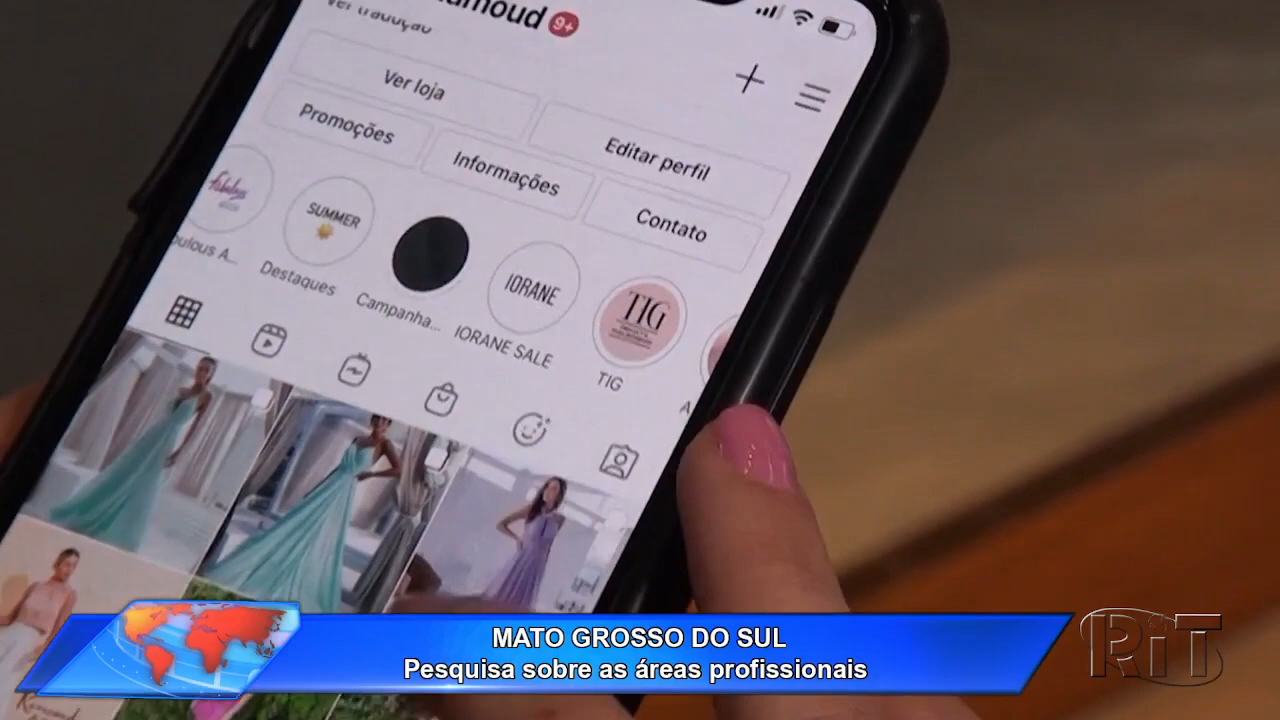 9+
Ver tradução
Ver loja
Editar perfil
Promoções
Informações
Contato
SUMMER
IORANE
TIG
Destaques
Campanha...
IORANE SALE
TIG
MATO GROSSO DO SUL
Pesquisa sobre as áreas profissionais
RiT